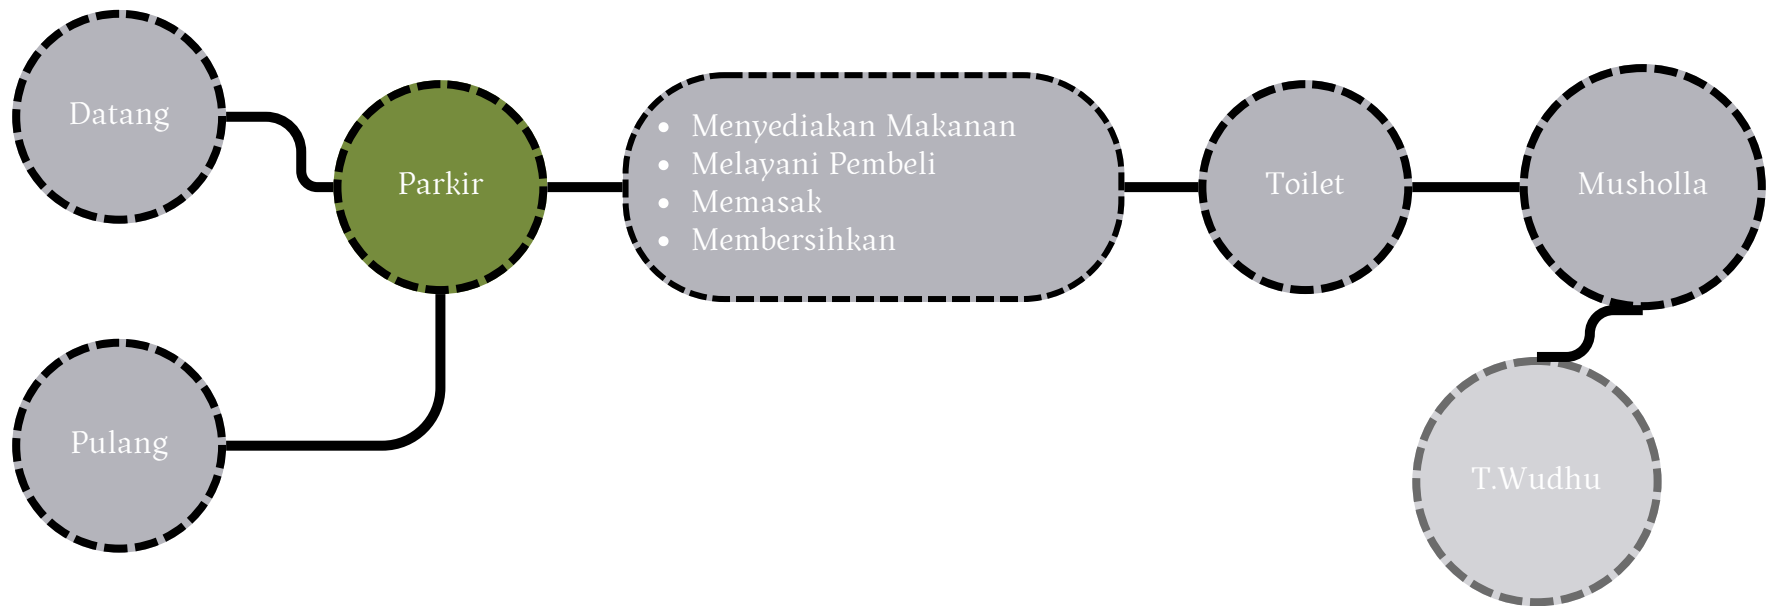 Datang
Parkir
• Menyediakan Makanan
• Melayani Pembeli
• Memasak
• Membersihkan
Toilet
Musholla
Pulang
T.Wudhu